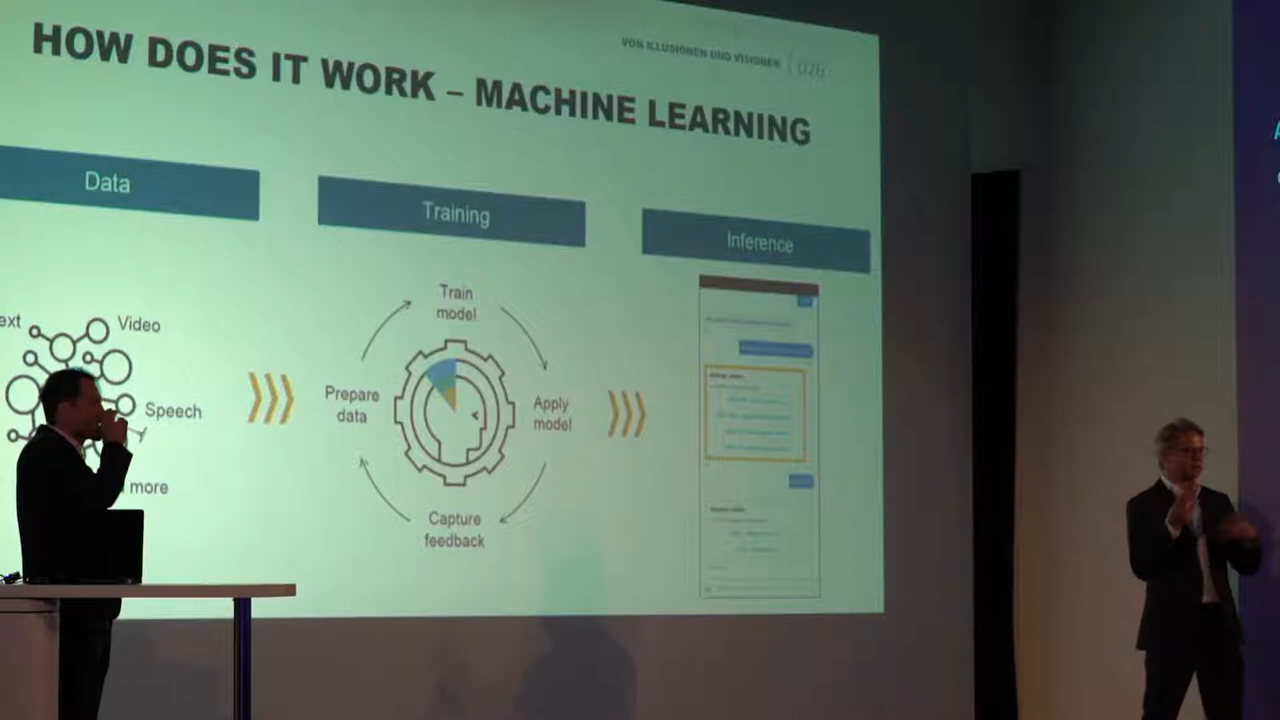 VON ILLUSIONEN UND VISIONEN
HOW DOES IT WORK – MACHINE LEARNING
Data
Training
Inference
ext
Video
Speech
more
Train
model
Prepare
data
Apply
model
Capture
feedback